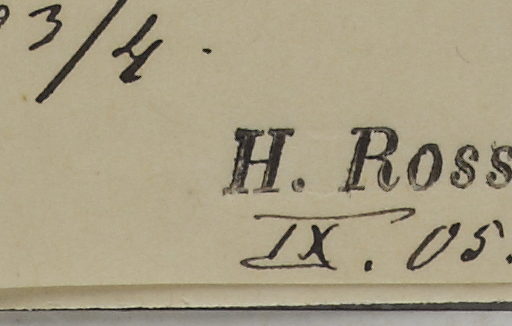 3/4.
H. Ross
IX. 05.